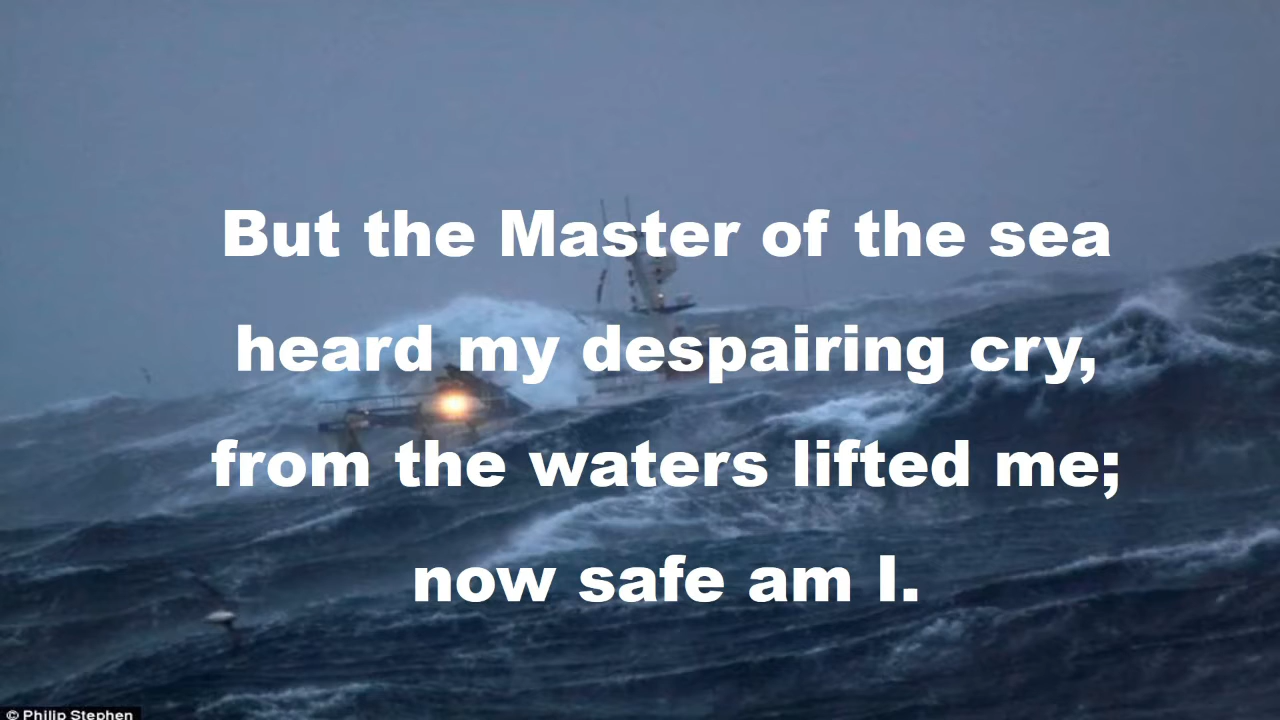 But the Master of the sea
heard my despairing cry,
from the waters lifted me;
now safe am I.
© Philip Stephen